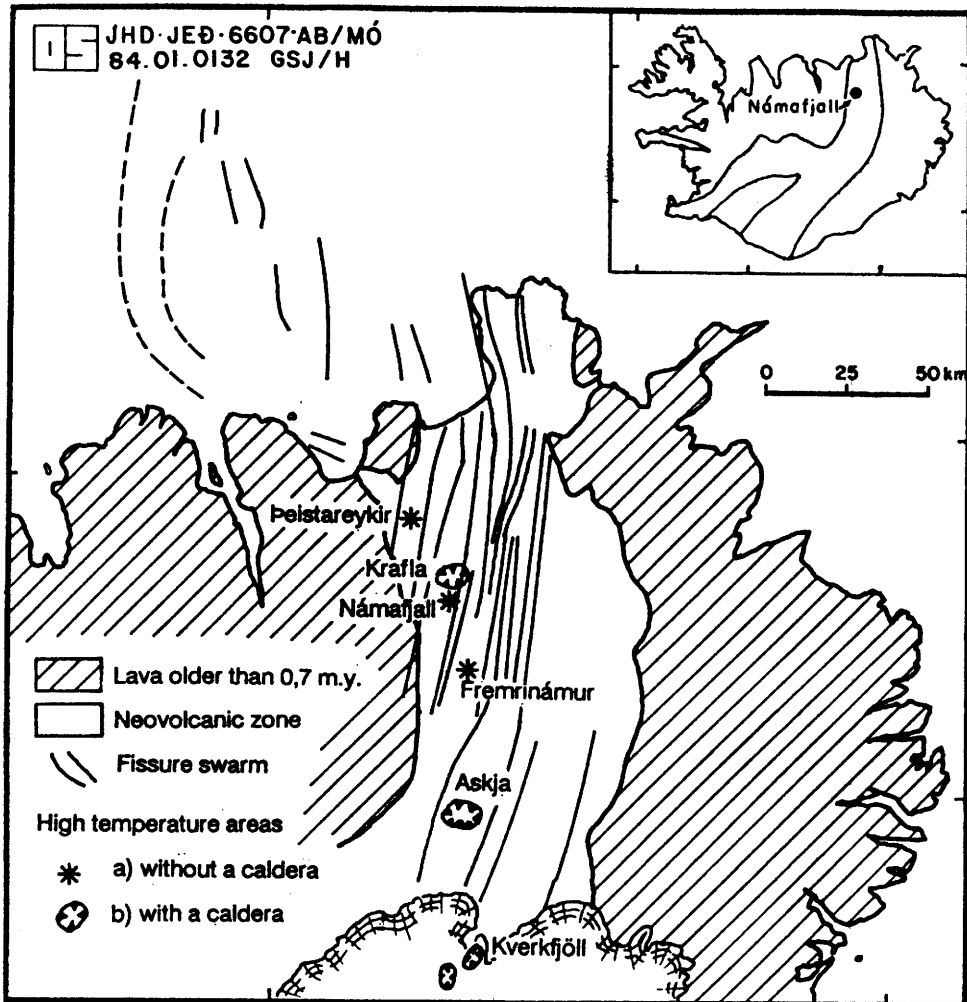 JHD·JEÐ·6607·AB/MÓ
84.01.0132 GSJ/H
Námafjall
0 25 50 km
Þeistareykir
Krafla
Námafjall
Fremrinámur
Askja
Kverkfjöll
Lava older than 0,7 m.y.
Neovolcanic zone
Fissure swarm
High temperature areas
a) without a caldera
b) with a caldera